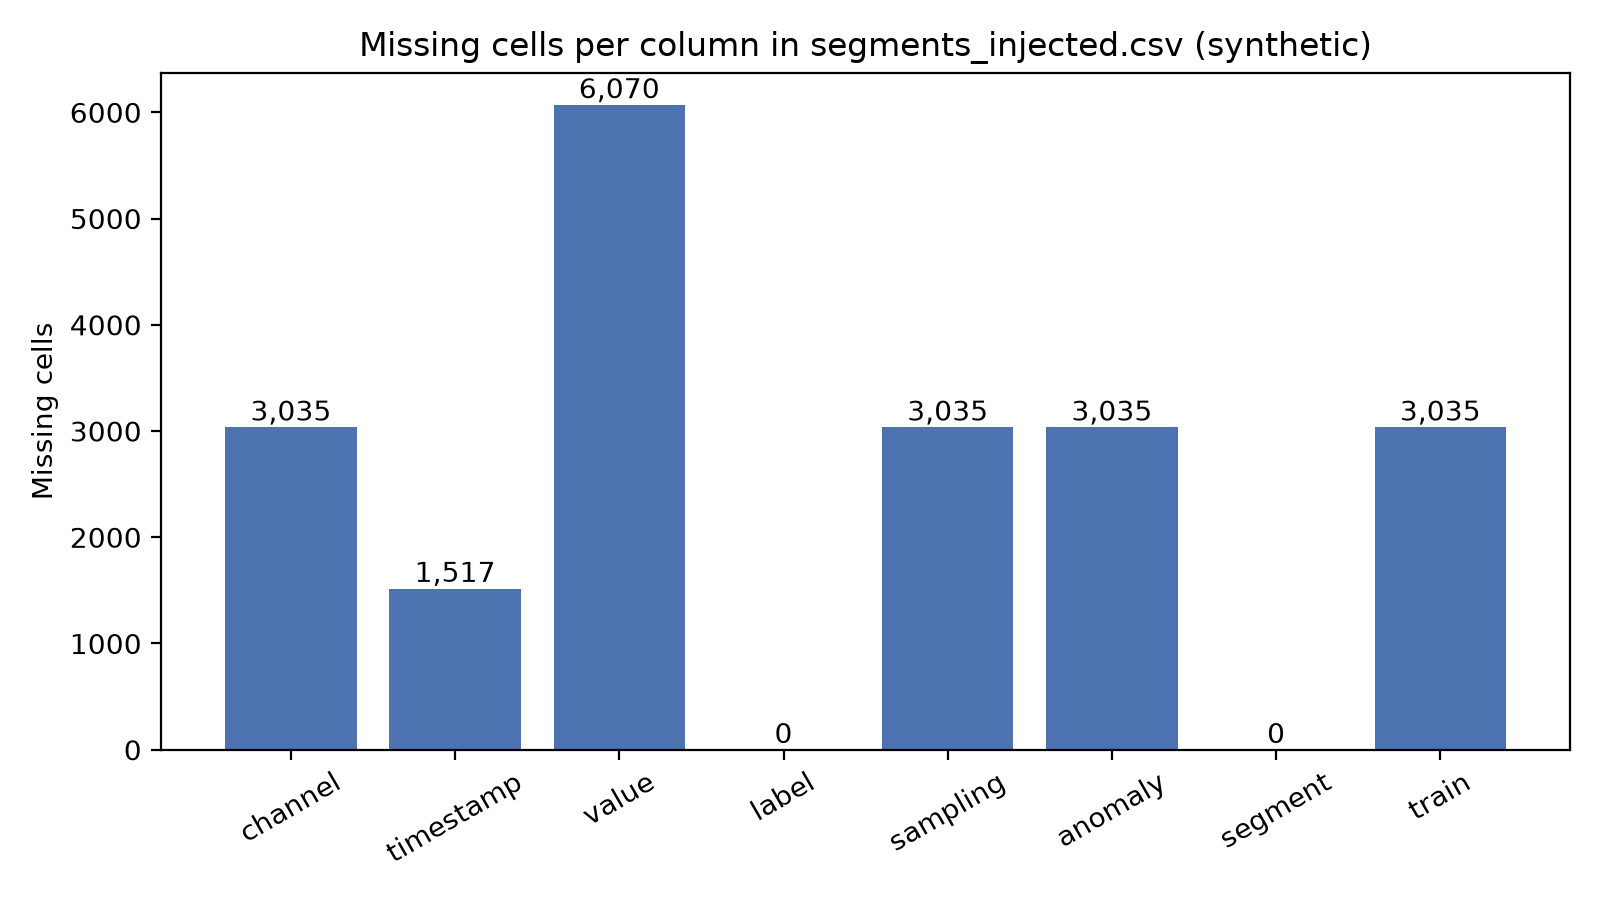 Missing cells per column in segments_injected.csv (synthetic)
Missing cells
6000
5000
4000
3000
2000
1000
0
3,035
1,517
6,070
0
3,035
3,035
0
3,035
channel
timestamp
value
label
sampling
anomaly
segment
train